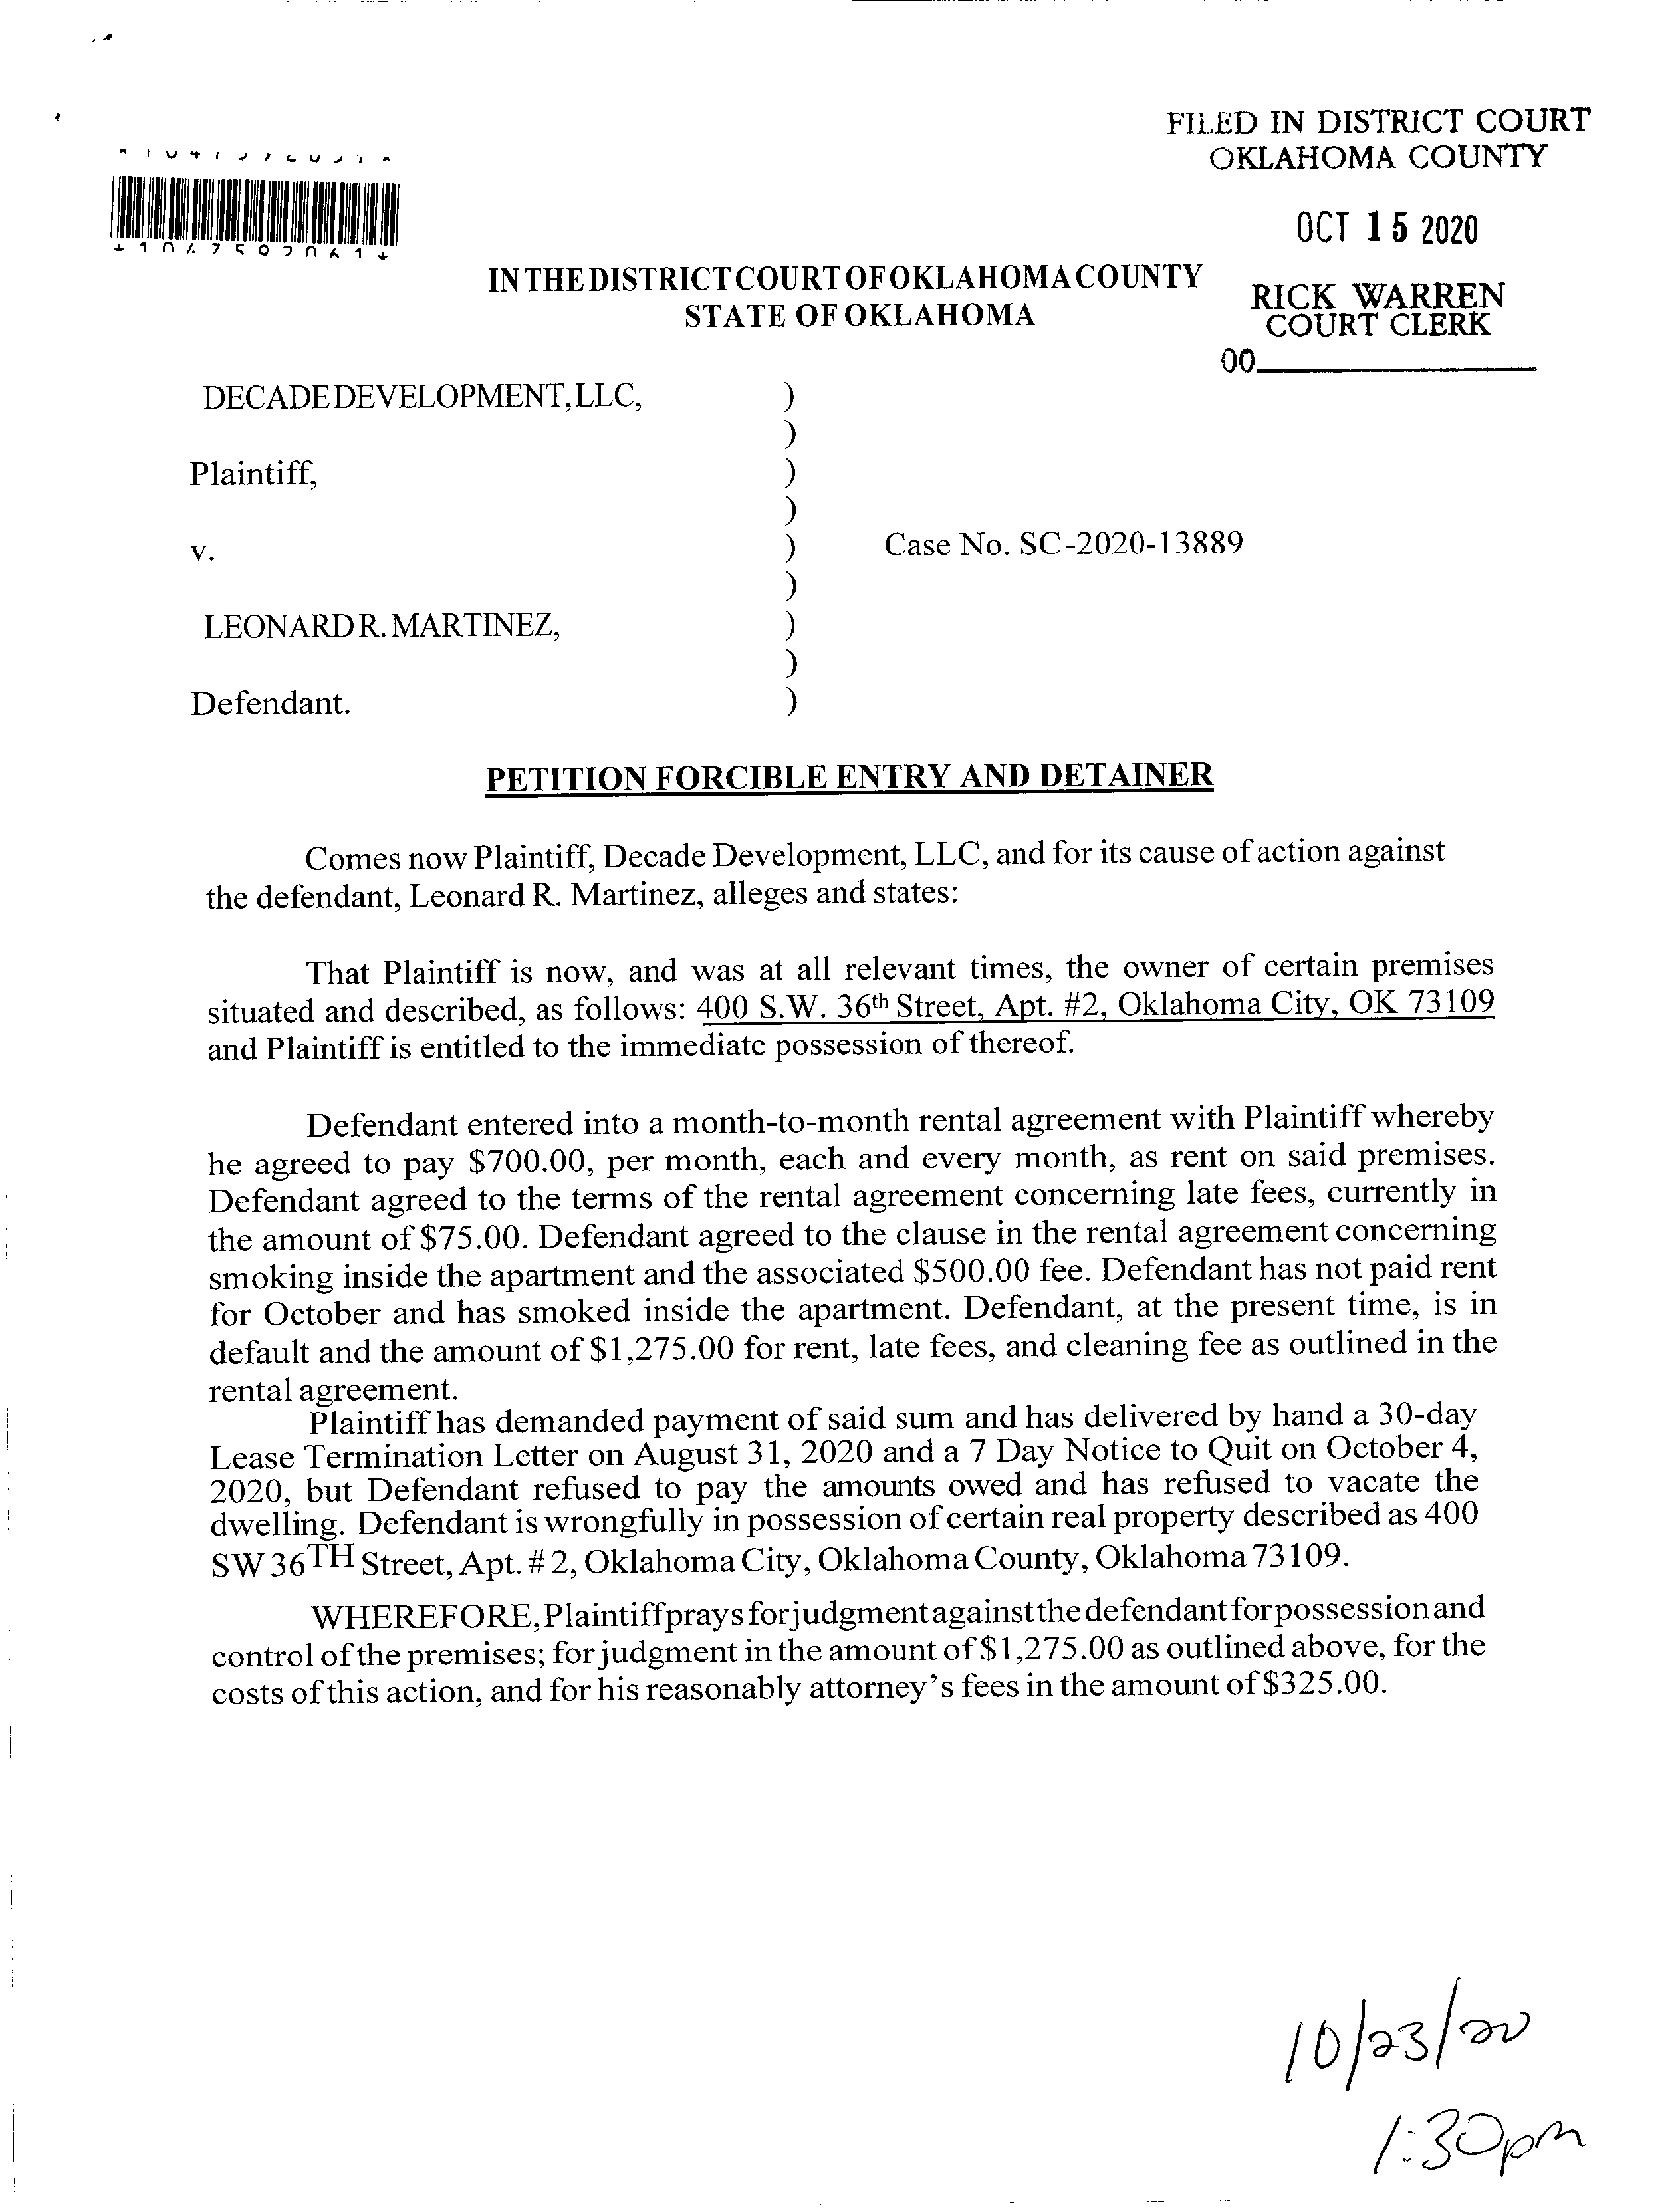 FILED IN DISTRICT COURT
OKLAHOMA COUNTY
OCT 15 2020
RICK WARREN
COURT CLERK
00
IN THE DISTRICT COURT OF OKLAHOMA COUNTY
STATE OF OKLAHOMA
DECADE DEVELOPMENT, LLC, )
)
Plaintiff, )
)
v. ) Case No. SC-2020-13889
)
LEONARD R. MARTINEZ, )
)
Defendant. )
PETITION FORCIBLE ENTRY AND DETAINER
Comes now Plaintiff, Decade Development, LLC, and for its cause of action against
the defendant, Leonard R. Martinez, alleges and states:
That Plaintiff is now, and was at all relevant times, the owner of certain premises
situated and described, as follows: 400 S.W. 36th Street, Apt. #2, Oklahoma City, OK 73109
and Plaintiff is entitled to the immediate possession of thereof.
Defendant entered into a month-to-month rental agreement with Plaintiff whereby
he agreed to pay $700.00, per month, each and every month, as rent on said premises.
Defendant agreed to the terms of the rental agreement concerning late fees, currently in
the amount of $75.00. Defendant agreed to the clause in the rental agreement concerning
smoking inside the apartment and the associated $500.00 fee. Defendant has not paid rent
for October and has smoked inside the apartment. Defendant, at the present time, is in
default and the amount of $1,275.00 for rent, late fees, and cleaning fee as outlined in the
rental agreement.
Plaintiff has demanded payment of said sum and has delivered by hand a 30-day
Lease Termination Letter on August 31, 2020 and a 7 Day Notice to Quit on October 4,
2020, but Defendant refused to pay the amounts owed and has refused to vacate the
dwelling. Defendant is wrongfully in possession of certain real property described as 400
SW 36TH Street, Apt. # 2, Oklahoma City, Oklahoma County, Oklahoma 73109.
WHEREFORE, Plaintiff prays for judgment against the defendant for possession and
control of the premises; for judgment in the amount of $1,275.00 as outlined above, for the
costs of this action, and for his reasonably attorney's fees in the amount of $325.00.
10/23/20
1:30pm